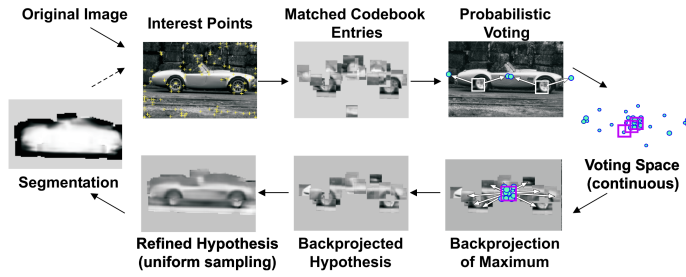 Original Image
Interest Points
Matched Codebook
Entries
Probabilistic
Voting
Voting Space
(continuous)
Segmentation
Refined Hypothesis
(uniform sampling)
Backprojected
Hypothesis
Backprojection
of Maximum